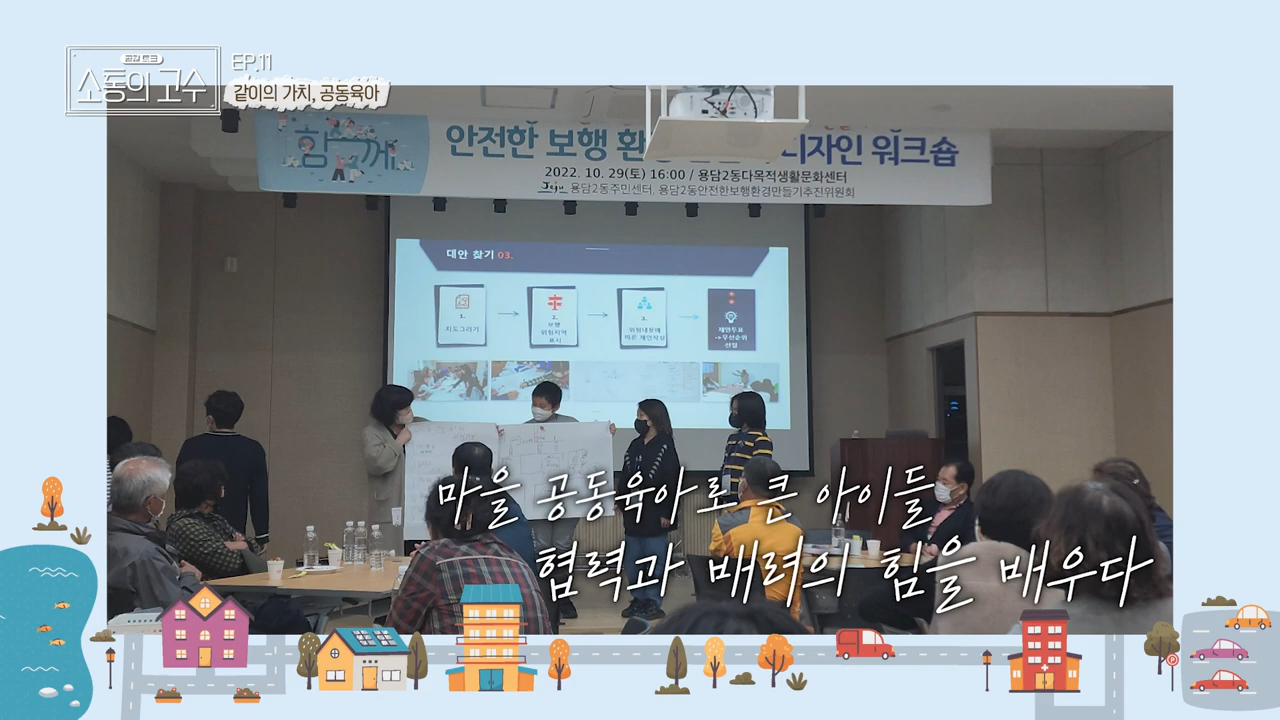 소통의 고수
EP.11
같이의 가치, 공동육아
함께
안전한 보행 환
디자인 워크숍
2022. 10. 29(토) 16:00 / 용담2동다목적생활문화센터
Jeju 용담2동주민센터, 용담2동안전한보행환경만들기추진위원회
대안 찾기 03.
1.
지도그리기
2.
보행
위험지역
표시
3.
위험내용에
따른 제안작성
제안투표
→우선순위
선정
마을 공동육아로 큰 아이들
협력과 배려의 힘을 배우다